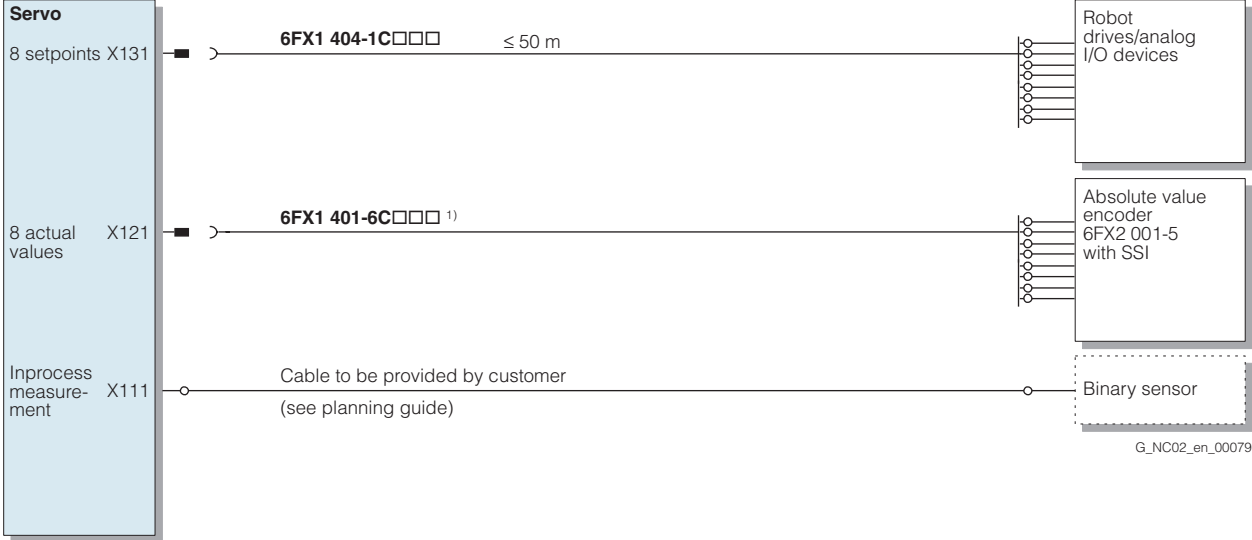 Servo
8 setpoints X131
6FX1 404-1C□□□ ≤ 50 m
Robot
drives/analog
I/O devices
8 actual X121
values
6FX1 401-6C□□□ 1)
Absolute value
encoder
6FX2 001-5
with SSI
Inprocess
measure- X111
ment
Cable to be provided by customer
(see planning guide)
Binary sensor
G_NC02_en_00079